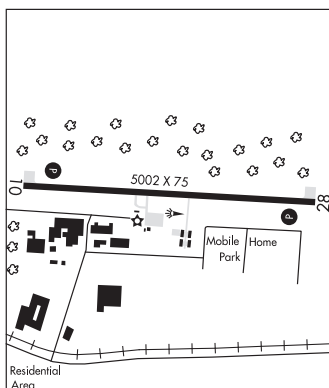 P
5002 X 75
10
28
P
Mobile Home
Park
Residential
Area